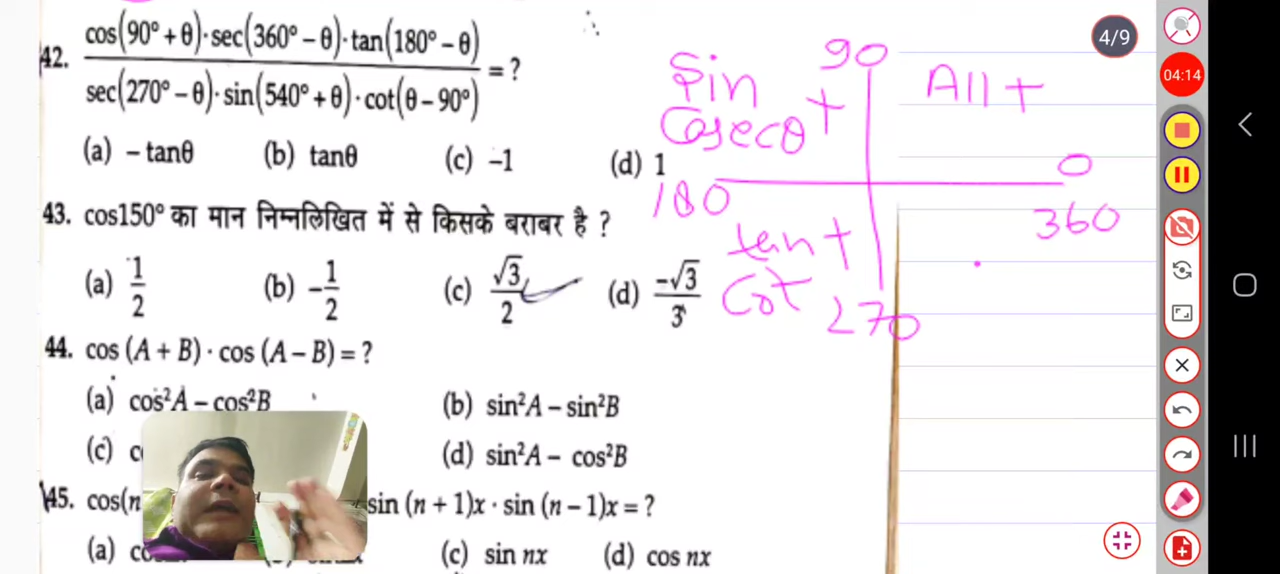 42. cos(90° + θ)·sec(360° – θ)·tan(180° – θ) / sec(270° – θ)·sin(540° + θ)·cot(θ – 90°) = ?
(a) – tanθ (b) tanθ (c) –1 (d) 1
43. cos150° का मान निम्नलिखित में से किसके बराबर है ?
(a) 1/2 (b) –1/2 (c) √3/2 (d) –√3/3
44. cos (A + B) · cos (A – B) = ?
(a) cos²A – cos²B (b) sin²A – sin²B
(c) (d) sin²A – cos²B
45. cos(n sin (n + 1)x · sin (n – 1)x = ?
(a) (c) sin nx (d) cos nx
90
Sin
Cosecθ +
All +
180
0
360
tan +
Cot
270
4/9
04:14